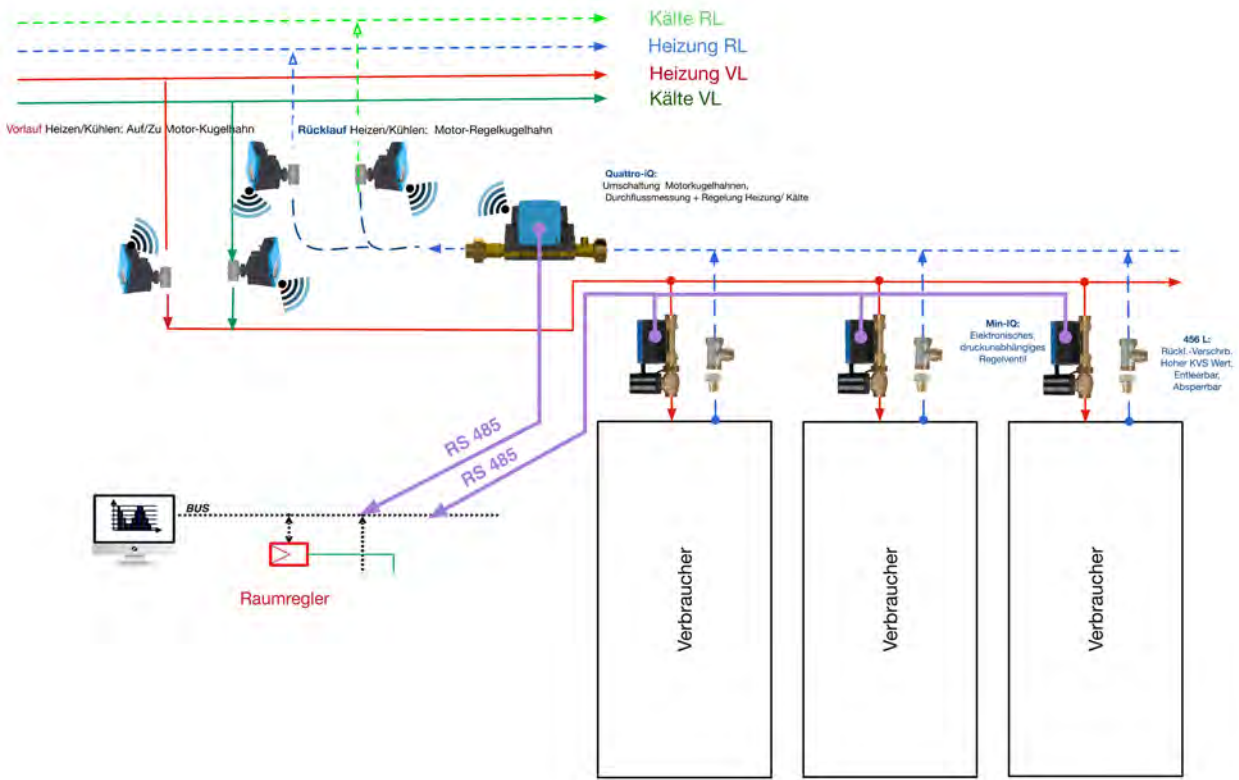 Kälte RL
Heizung RL
Heizung VL
Kälte VL
Vorlauf Heizen/Kühlen: Auf/Zu Motor-Kugelhahn
Rücklauf Heizen/Kühlen: Motor-Regelkugelhahn
Quattro-iQ:
Umschaltung Motorkugelhahnen,
Durchflussmessung + Regelung Heizung/ Kälte
Min-IQ:
Elektronisches,
druckunabhängiges
Regelventil
456 L:
Rückl.-Verschrb.
Hoher KVS Wert,
Entleerbar,
Absperrbar
RS 485
RS 485
BUS
Raumregler
Verbraucher
Verbraucher
Verbraucher